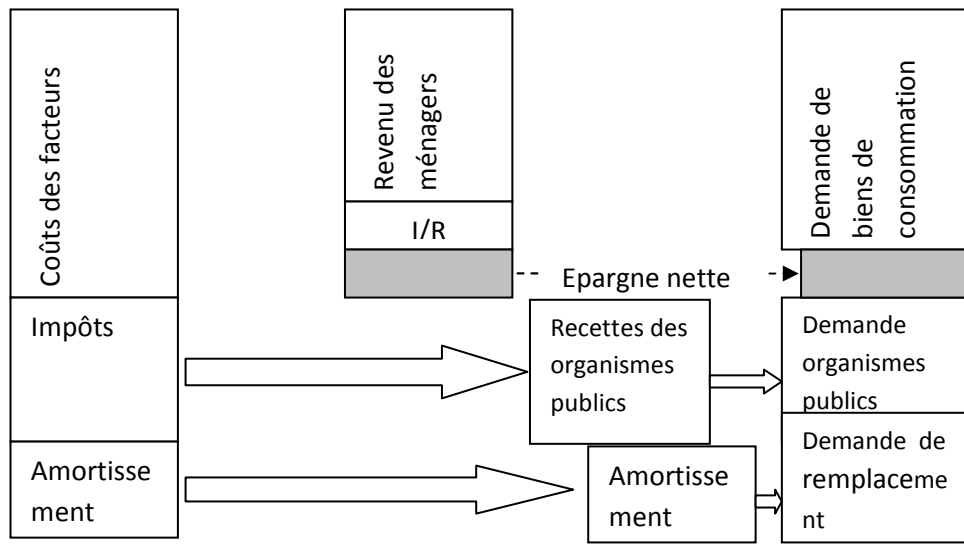 Coûts des facteurs
Impôts
Amortisse
ment
Revenu des
ménagers
I/R
Epargne nette
Recettes des
organismes
publics
Amortisse
ment
Demande de
biens de
consommation
Demande
organismes
publics
Demande de
remplaceme
nt